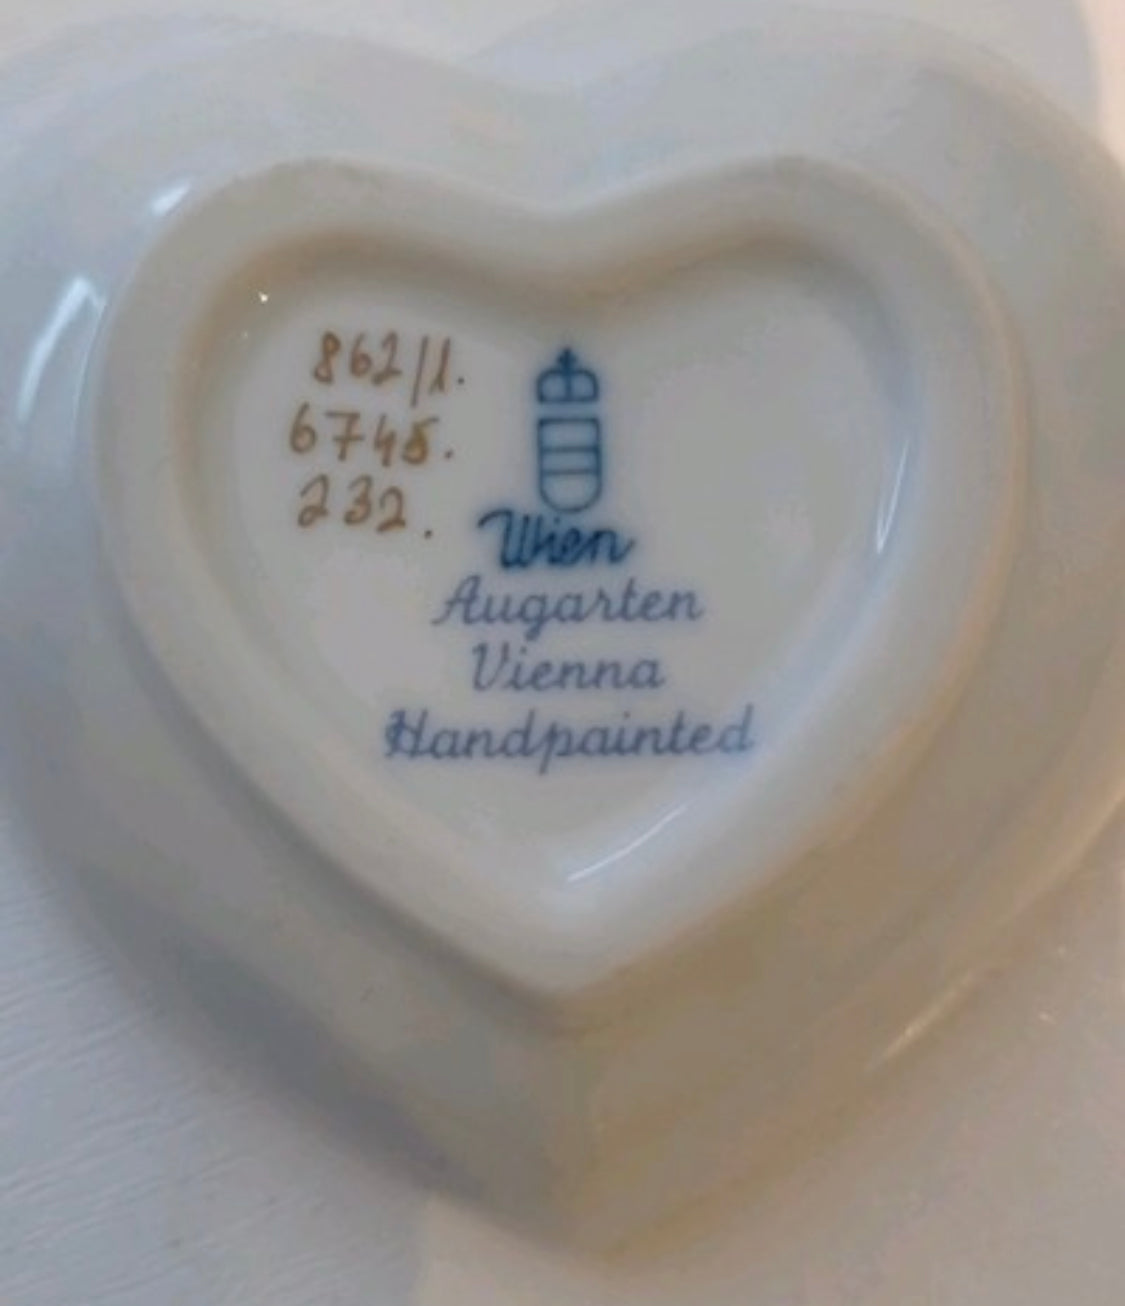 862/1.
6745.
232.
Wien
Augarten
Vienna
Handpainted